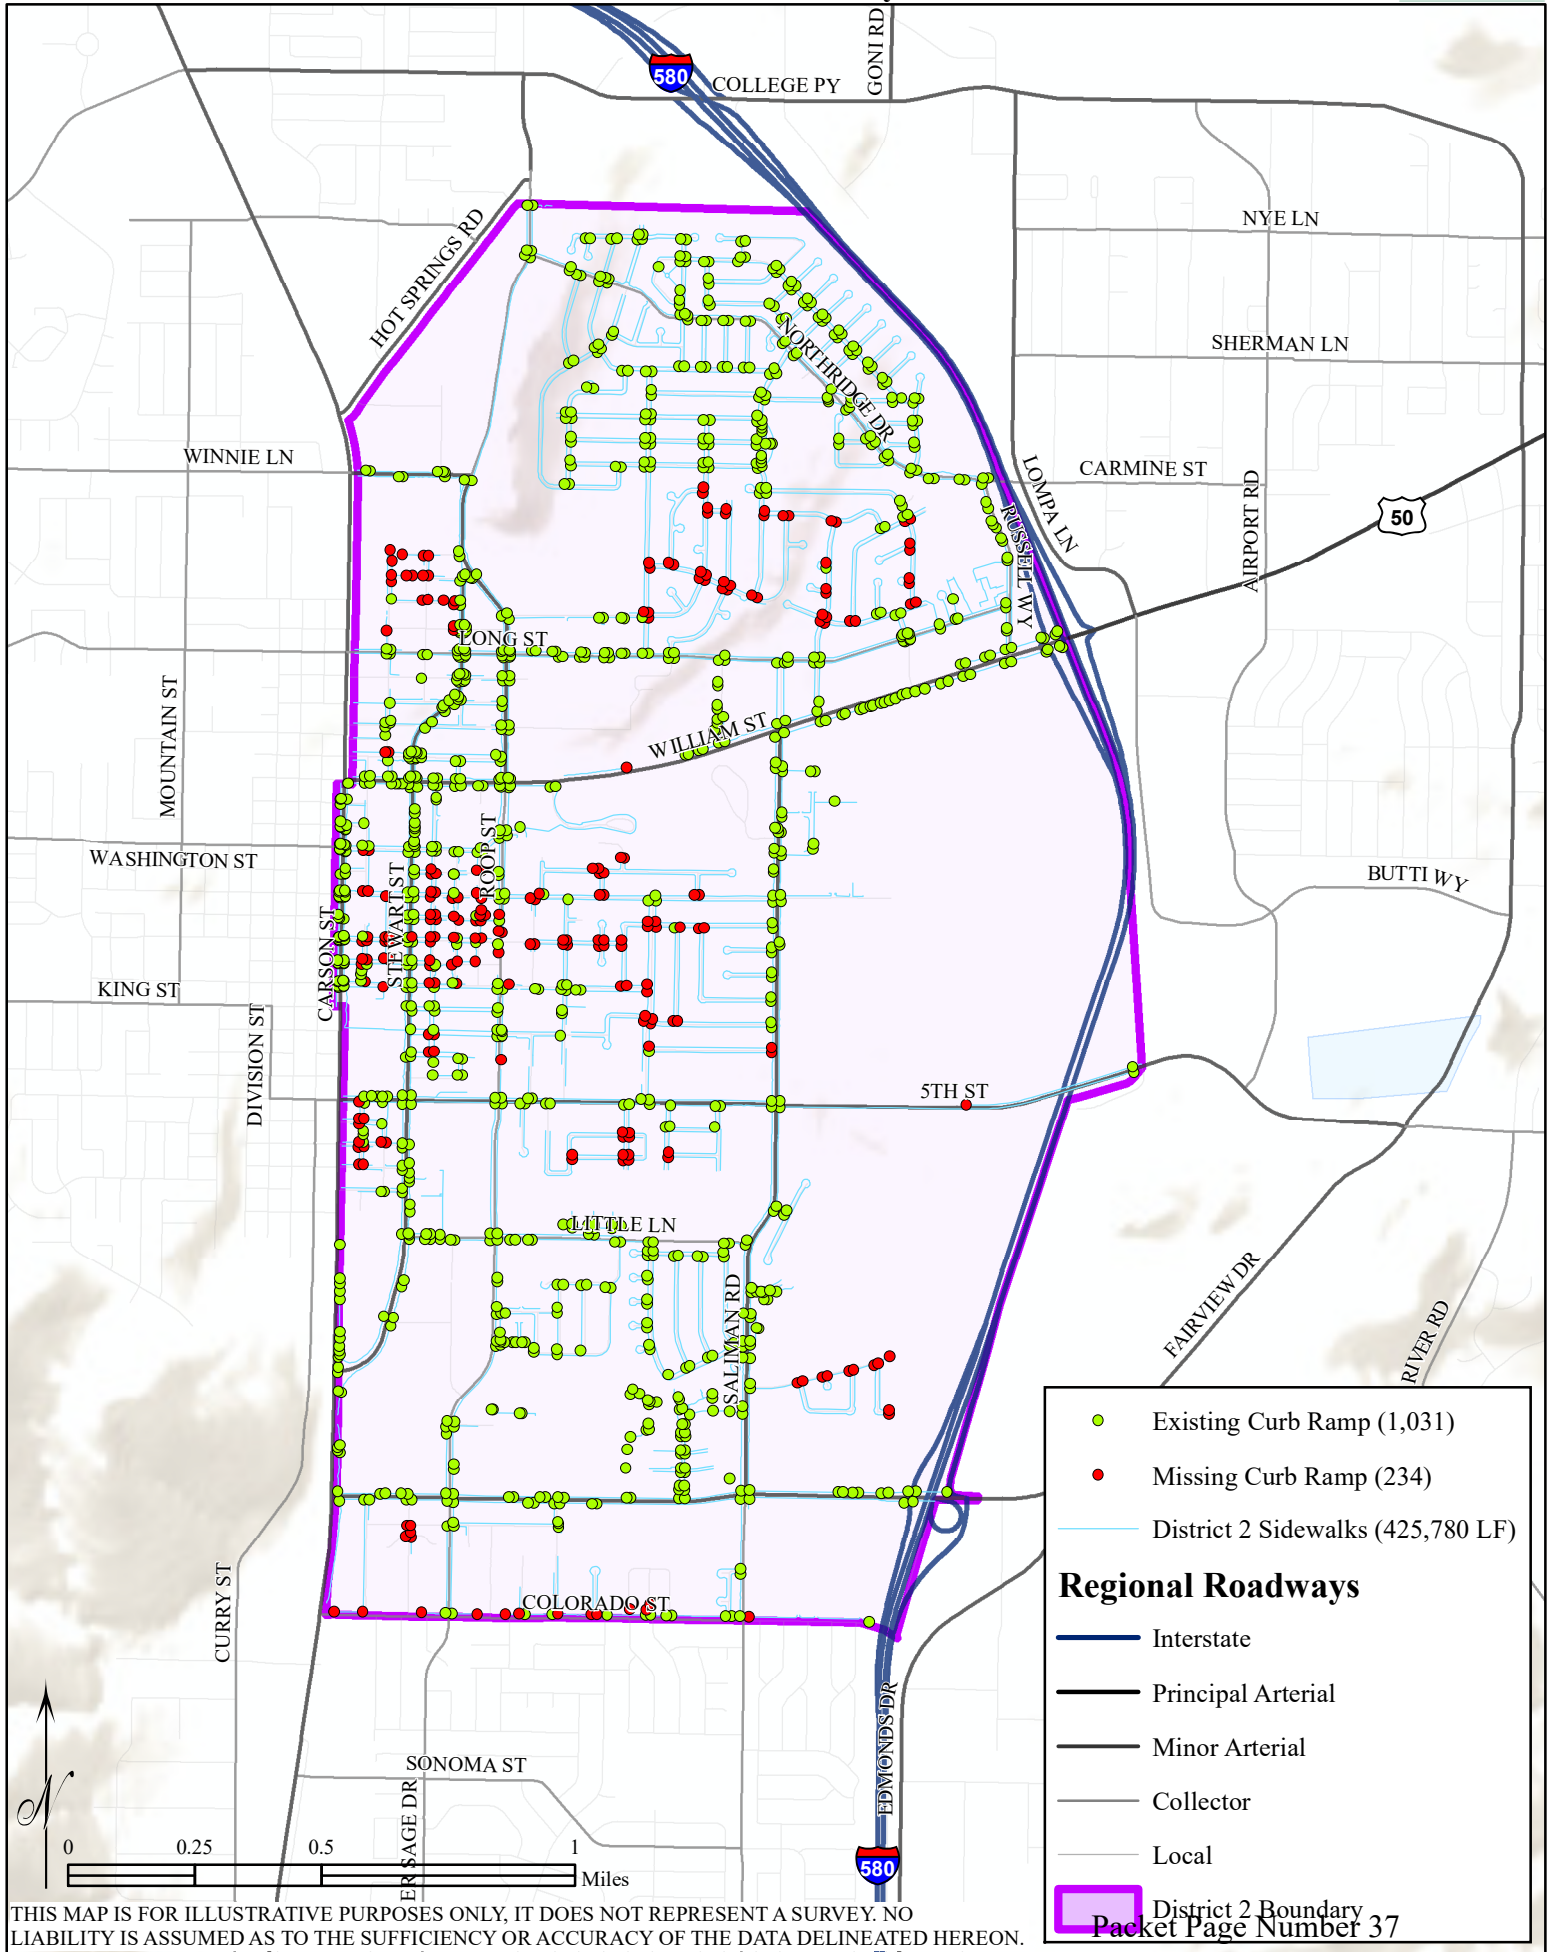 580
COLLEGE PY
GONI RD
NYE LN
HOT SPRINGS RD
SHERMAN LN
NORTHRIDGE DR
WINNIE LN
CARMINE ST
LOMPA LN
AIRPORT RD
50
RUSSELL WY
LONG ST
MOUNTAIN ST
WILLIAM ST
WASHINGTON ST
ROOP ST
STEWART ST
BUTTI WY
CARSON ST
KING ST
DIVISION ST
5TH ST
LITTLE LN
SALIMAN RD
FAIRVIEW DR
RIVER RD
CURRY ST
COLORADO ST
EDMONDS DR
SONOMA ST
ER SAGE DR
580
N
0 0.25 0.5 1
Miles
Existing Curb Ramp (1,031)
Missing Curb Ramp (234)
District 2 Sidewalks (425,780 LF)
Regional Roadways
Interstate
Principal Arterial
Minor Arterial
Collector
Local
District 2 Boundary
Packet Page Number 37
THIS MAP IS FOR ILLUSTRATIVE PURPOSES ONLY, IT DOES NOT REPRESENT A SURVEY. NO
LIABILITY IS ASSUMED AS TO THE SUFFICIENCY OR ACCURACY OF THE DATA DELINEATED HEREON.